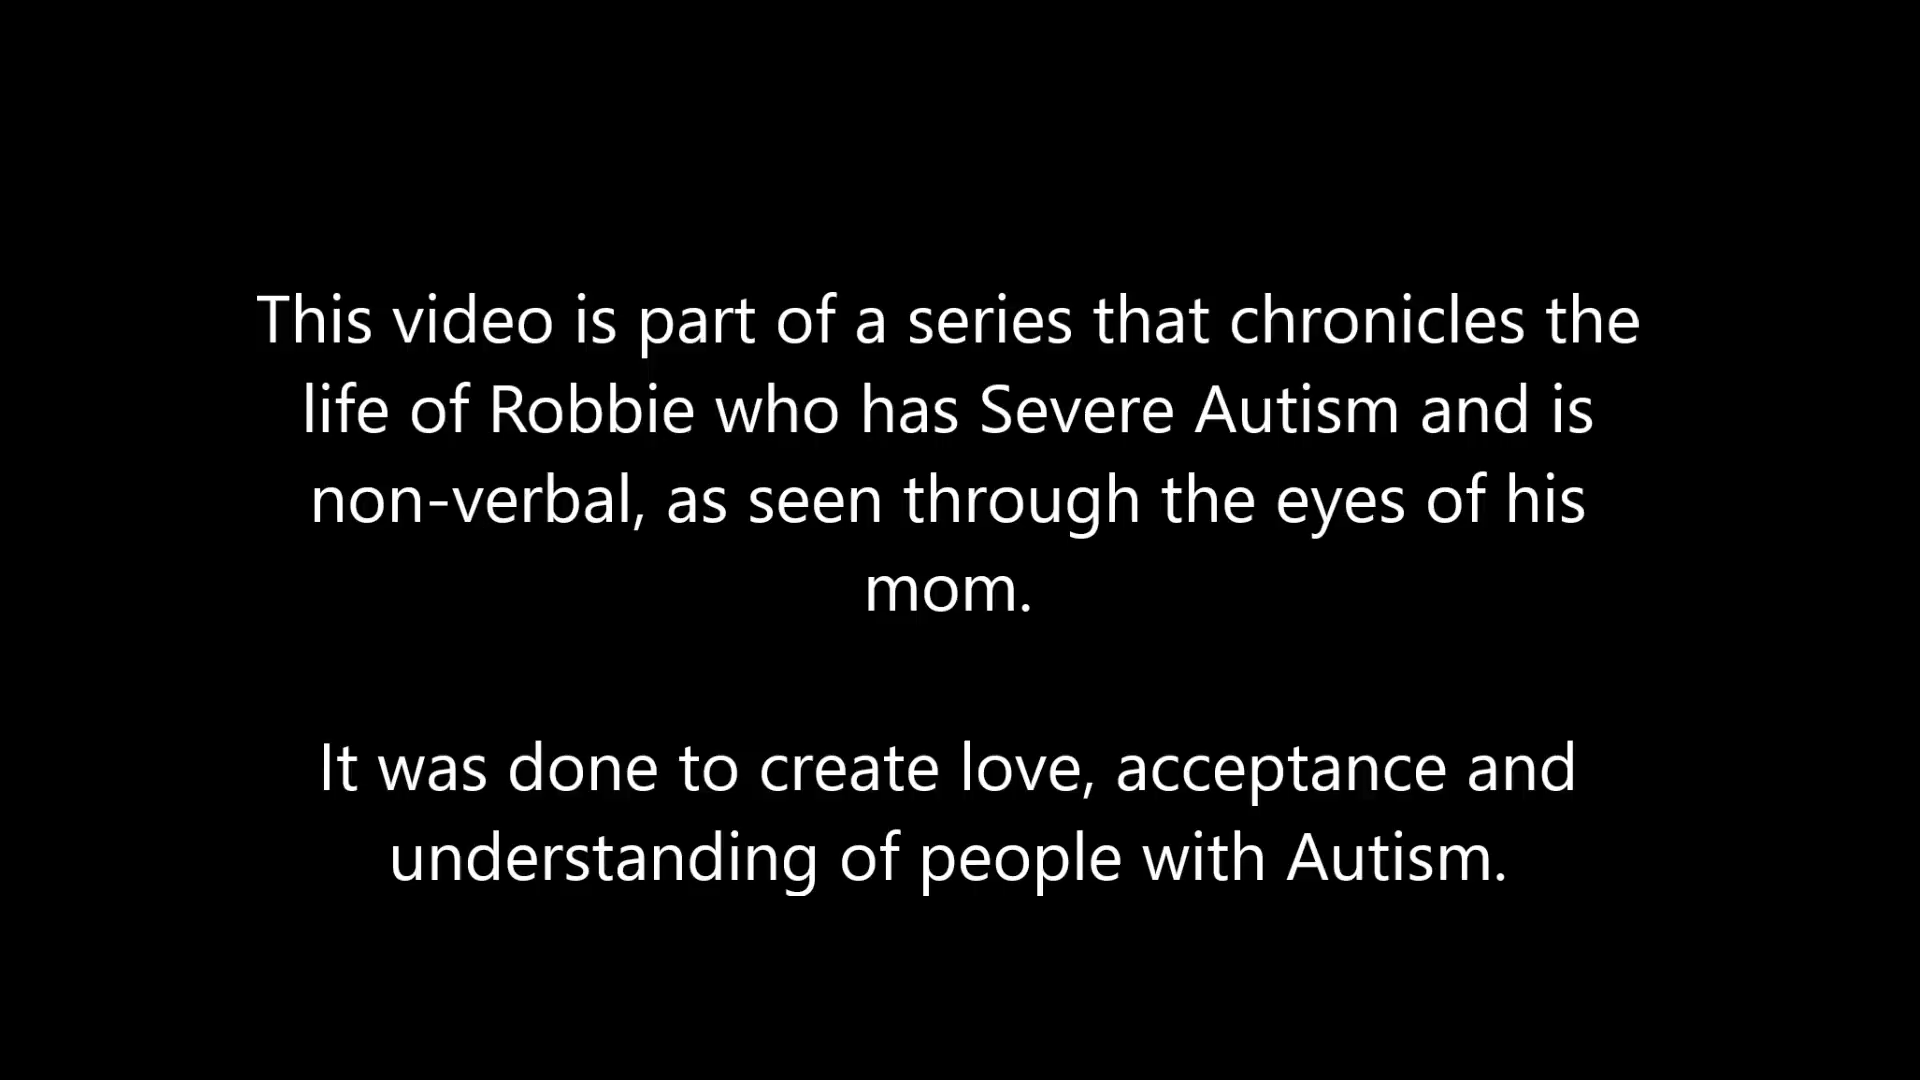 This video is part of a series that chronicles the
life of Robbie who has Severe Autism and is
non-verbal, as seen through the eyes of his
mom.
It was done to create love, acceptance and
understanding of people with Autism.